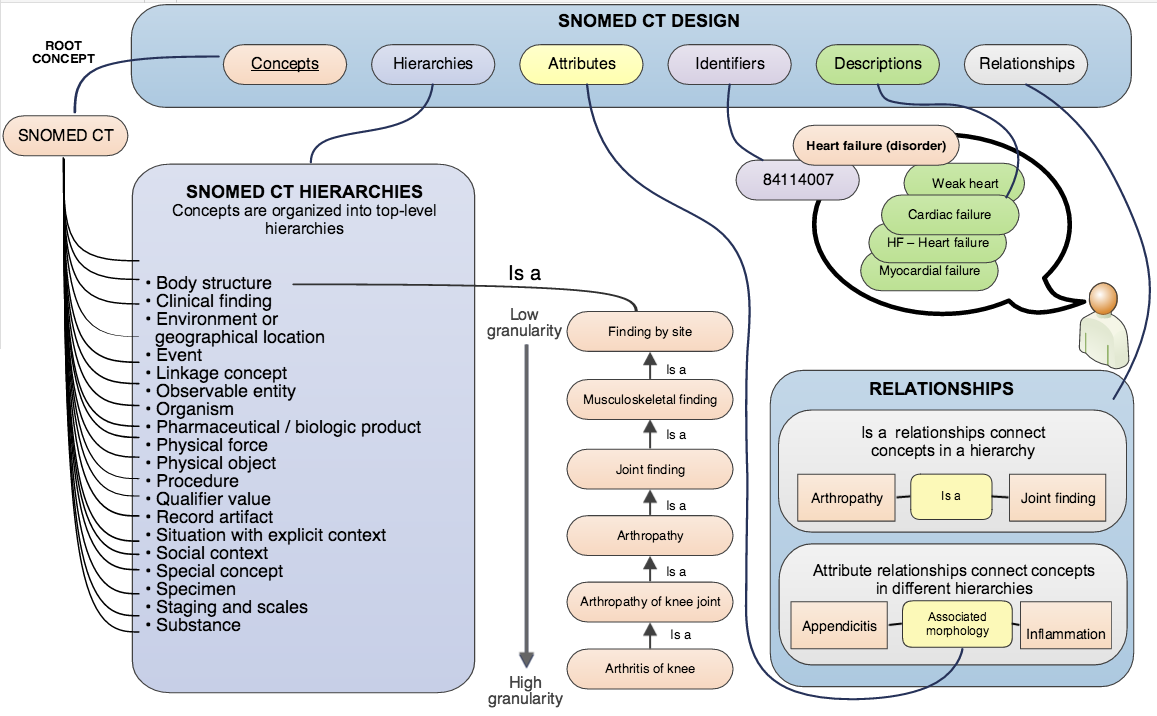 SNOMED CT DESIGN
ROOT
CONCEPT
Concepts
Hierarchies
Attributes
Identifiers
Descriptions
Relationships
SNOMED CT
Heart failure (disorder)
84114007
Weak heart
Cardiac failure
HF – Heart failure
Myocardial failure
SNOMED CT HIERARCHIES
Concepts are organized into top-level
hierarchies
• Body structure
• Clinical finding
• Environment or
geographical location
• Event
• Linkage concept
• Observable entity
• Organism
• Pharmaceutical / biologic product
• Physical force
• Physical object
• Procedure
• Qualifier value
• Record artifact
• Situation with explicit context
• Social context
• Special concept
• Specimen
• Staging and scales
• Substance
Is a
Low
granularity
High
granularity
Finding by site
Is a
Musculoskeletal finding
Is a
Joint finding
Is a
Arthropathy
Is a
Arthropathy of knee joint
Is a
Arthritis of knee
RELATIONSHIPS
Is a relationships connect
concepts in a hierarchy
Arthropathy
Is a
Joint finding
Attribute relationships connect concepts
in different hierarchies
Appendicitis
Associated
morphology
Inflammation